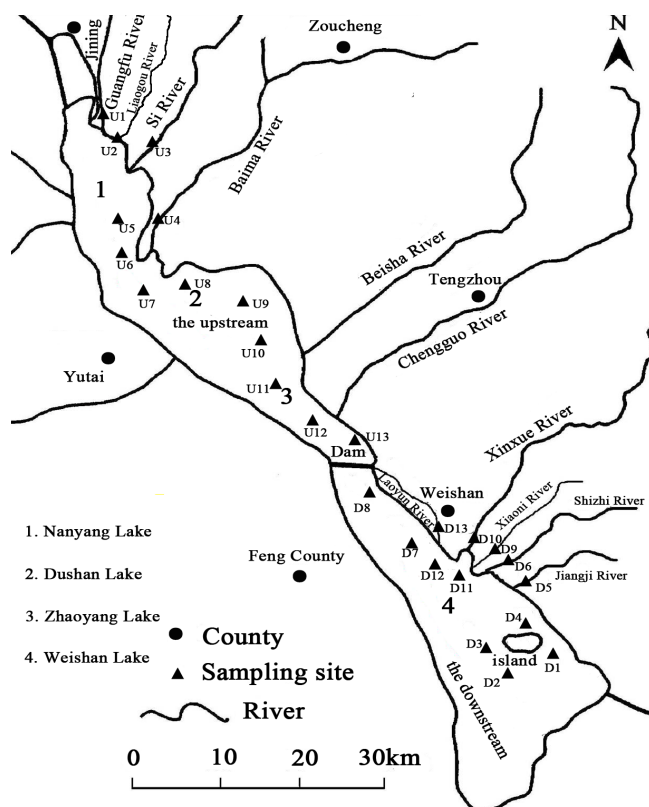 N
Zoucheng
Jining
Guangfu River
Liaogou River
Si River
Baima River
U1
U2
U3
1
U5
U4
U6
U7
U8
2
U9
the upstream
U10
Beisha River
Tengzhou
Chengguo River
Yutai
U11
3
U12
U13
Dam
Laoyun River
Weishan
Xinxue River
Xiaoni River
Shizhi River
Jiangji River
D8
D13
D10
D9
D6
D7
D12
D11
D5
4
D4
D3
island
D1
D2
the downstream
Feng County
1. Nanyang Lake
2. Dushan Lake
3. Zhaoyang Lake
4. Weishan Lake
County
Sampling site
River
0 10 20 30km